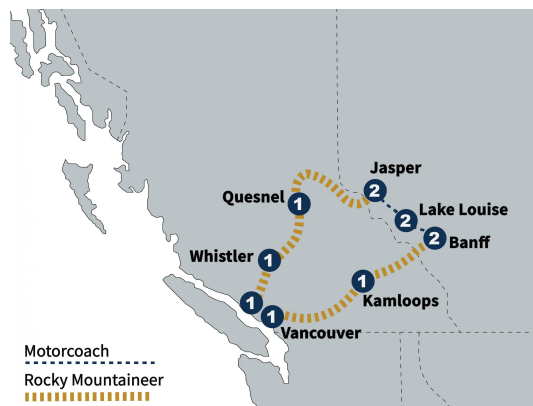 Jasper
2
Quesnel
1
Lake Louise
2
Banff
2
Whistler
1
Kamloops
1
1
1
Vancouver
Motorcoach
Rocky Mountaineer